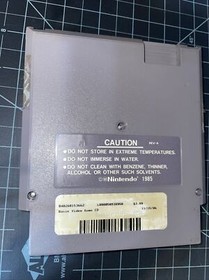 CAUTION
REV-A
●DO NOT STORE IN EXTREME TEMPERATURES.
●DO NOT IMMERSE IN WATER.
●DO NOT CLEAN WITH BENZENE, THINNER,
ALCOHOL OR OTHER SUCH SOLVENTS.
Nintendo 1985